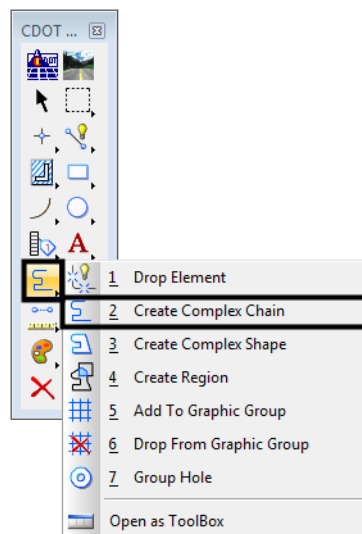 CDOT ...
A
1 Drop Element
2 Create Complex Chain
3 Create Complex Shape
4 Create Region
5 Add To Graphic Group
6 Drop From Graphic Group
7 Group Hole
Open as ToolBox